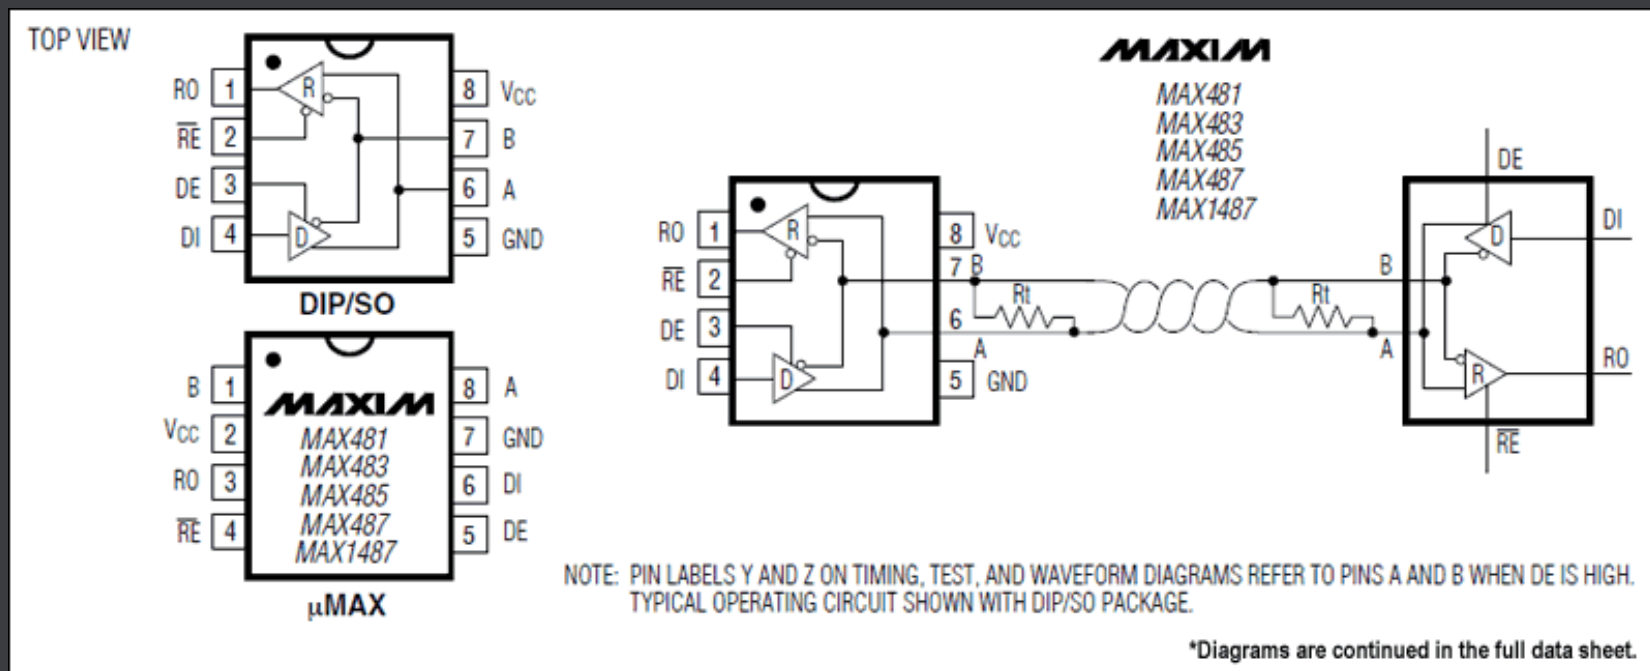 TOP VIEW
RO 1
R
8 VCC
RE 2
7 B
DE 3
6 A
DI 4
D
5 GND
DIP/SO
B 1
8 A
VCC 2
7 GND
RO 3
6 DI
RE 4
5 DE
MAXIM
MAX481
MAX483
MAX485
MAX487
MAX1487
µMAX
MAXIM
MAX481
MAX483
MAX485
MAX487
MAX1487
RO 1
R
8 VCC
RE 2
7 B
DE 3
6
A
DI 4
D
5 GND
Rt
Rt
B
A
DE
D
DI
R
RO
RE
NOTE: PIN LABELS Y AND Z ON TIMING, TEST, AND WAVEFORM DIAGRAMS REFER TO PINS A AND B WHEN DE IS HIGH.
TYPICAL OPERATING CIRCUIT SHOWN WITH DIP/SO PACKAGE.
*Diagrams are continued in the full data sheet.